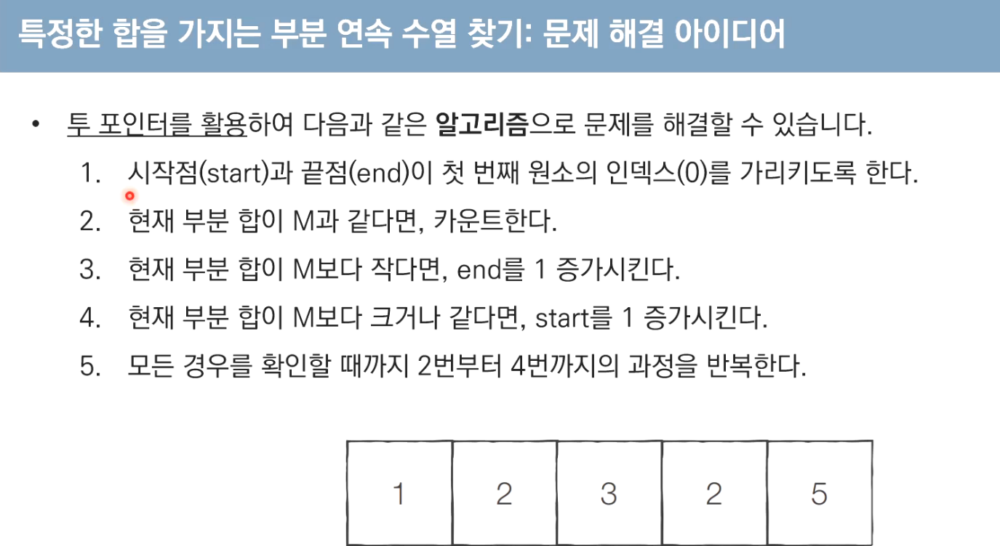 특정한 합을 가지는 부분 연속 수열 찾기: 문제 해결 아이디어
• 투 포인터를 활용하여 다음과 같은 알고리즘으로 문제를 해결할 수 있습니다.
1. 시작점(start)과 끝점(end)이 첫 번째 원소의 인덱스(0)를 가리키도록 한다.
2. 현재 부분 합이 M과 같다면, 카운트한다.
3. 현재 부분 합이 M보다 작다면, end를 1 증가시킨다.
4. 현재 부분 합이 M보다 크거나 같다면, start를 1 증가시킨다.
5. 모든 경우를 확인할 때까지 2번부터 4번까지의 과정을 반복한다.
1 2 3 2 5